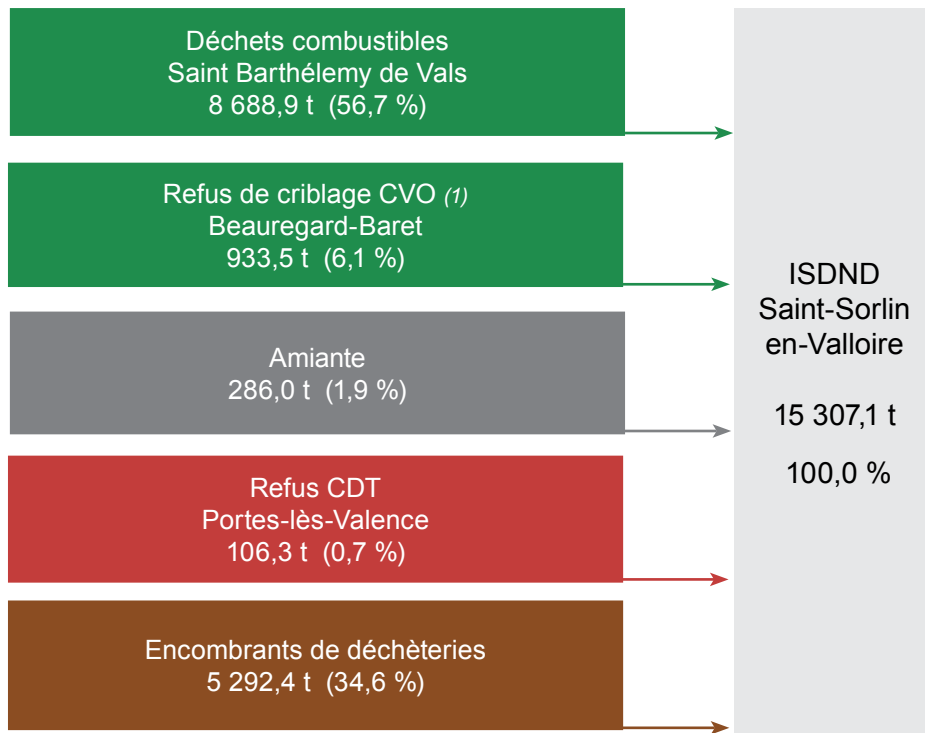 Déchets combustibles
Saint Barthélemy de Vals
8 688,9 t (56,7 %)
Refus de criblage CVO (1)
Beauregard-Baret
933,5 t (6,1 %)
Amiante
286,0 t (1,9 %)
Refus CDT
Portes-lès-Valence
106,3 t (0,7 %)
Encombrants de déchèteries
5 292,4 t (34,6 %)
ISDND
Saint-Sorlin
en-Valloire
15 307,1 t
100,0 %